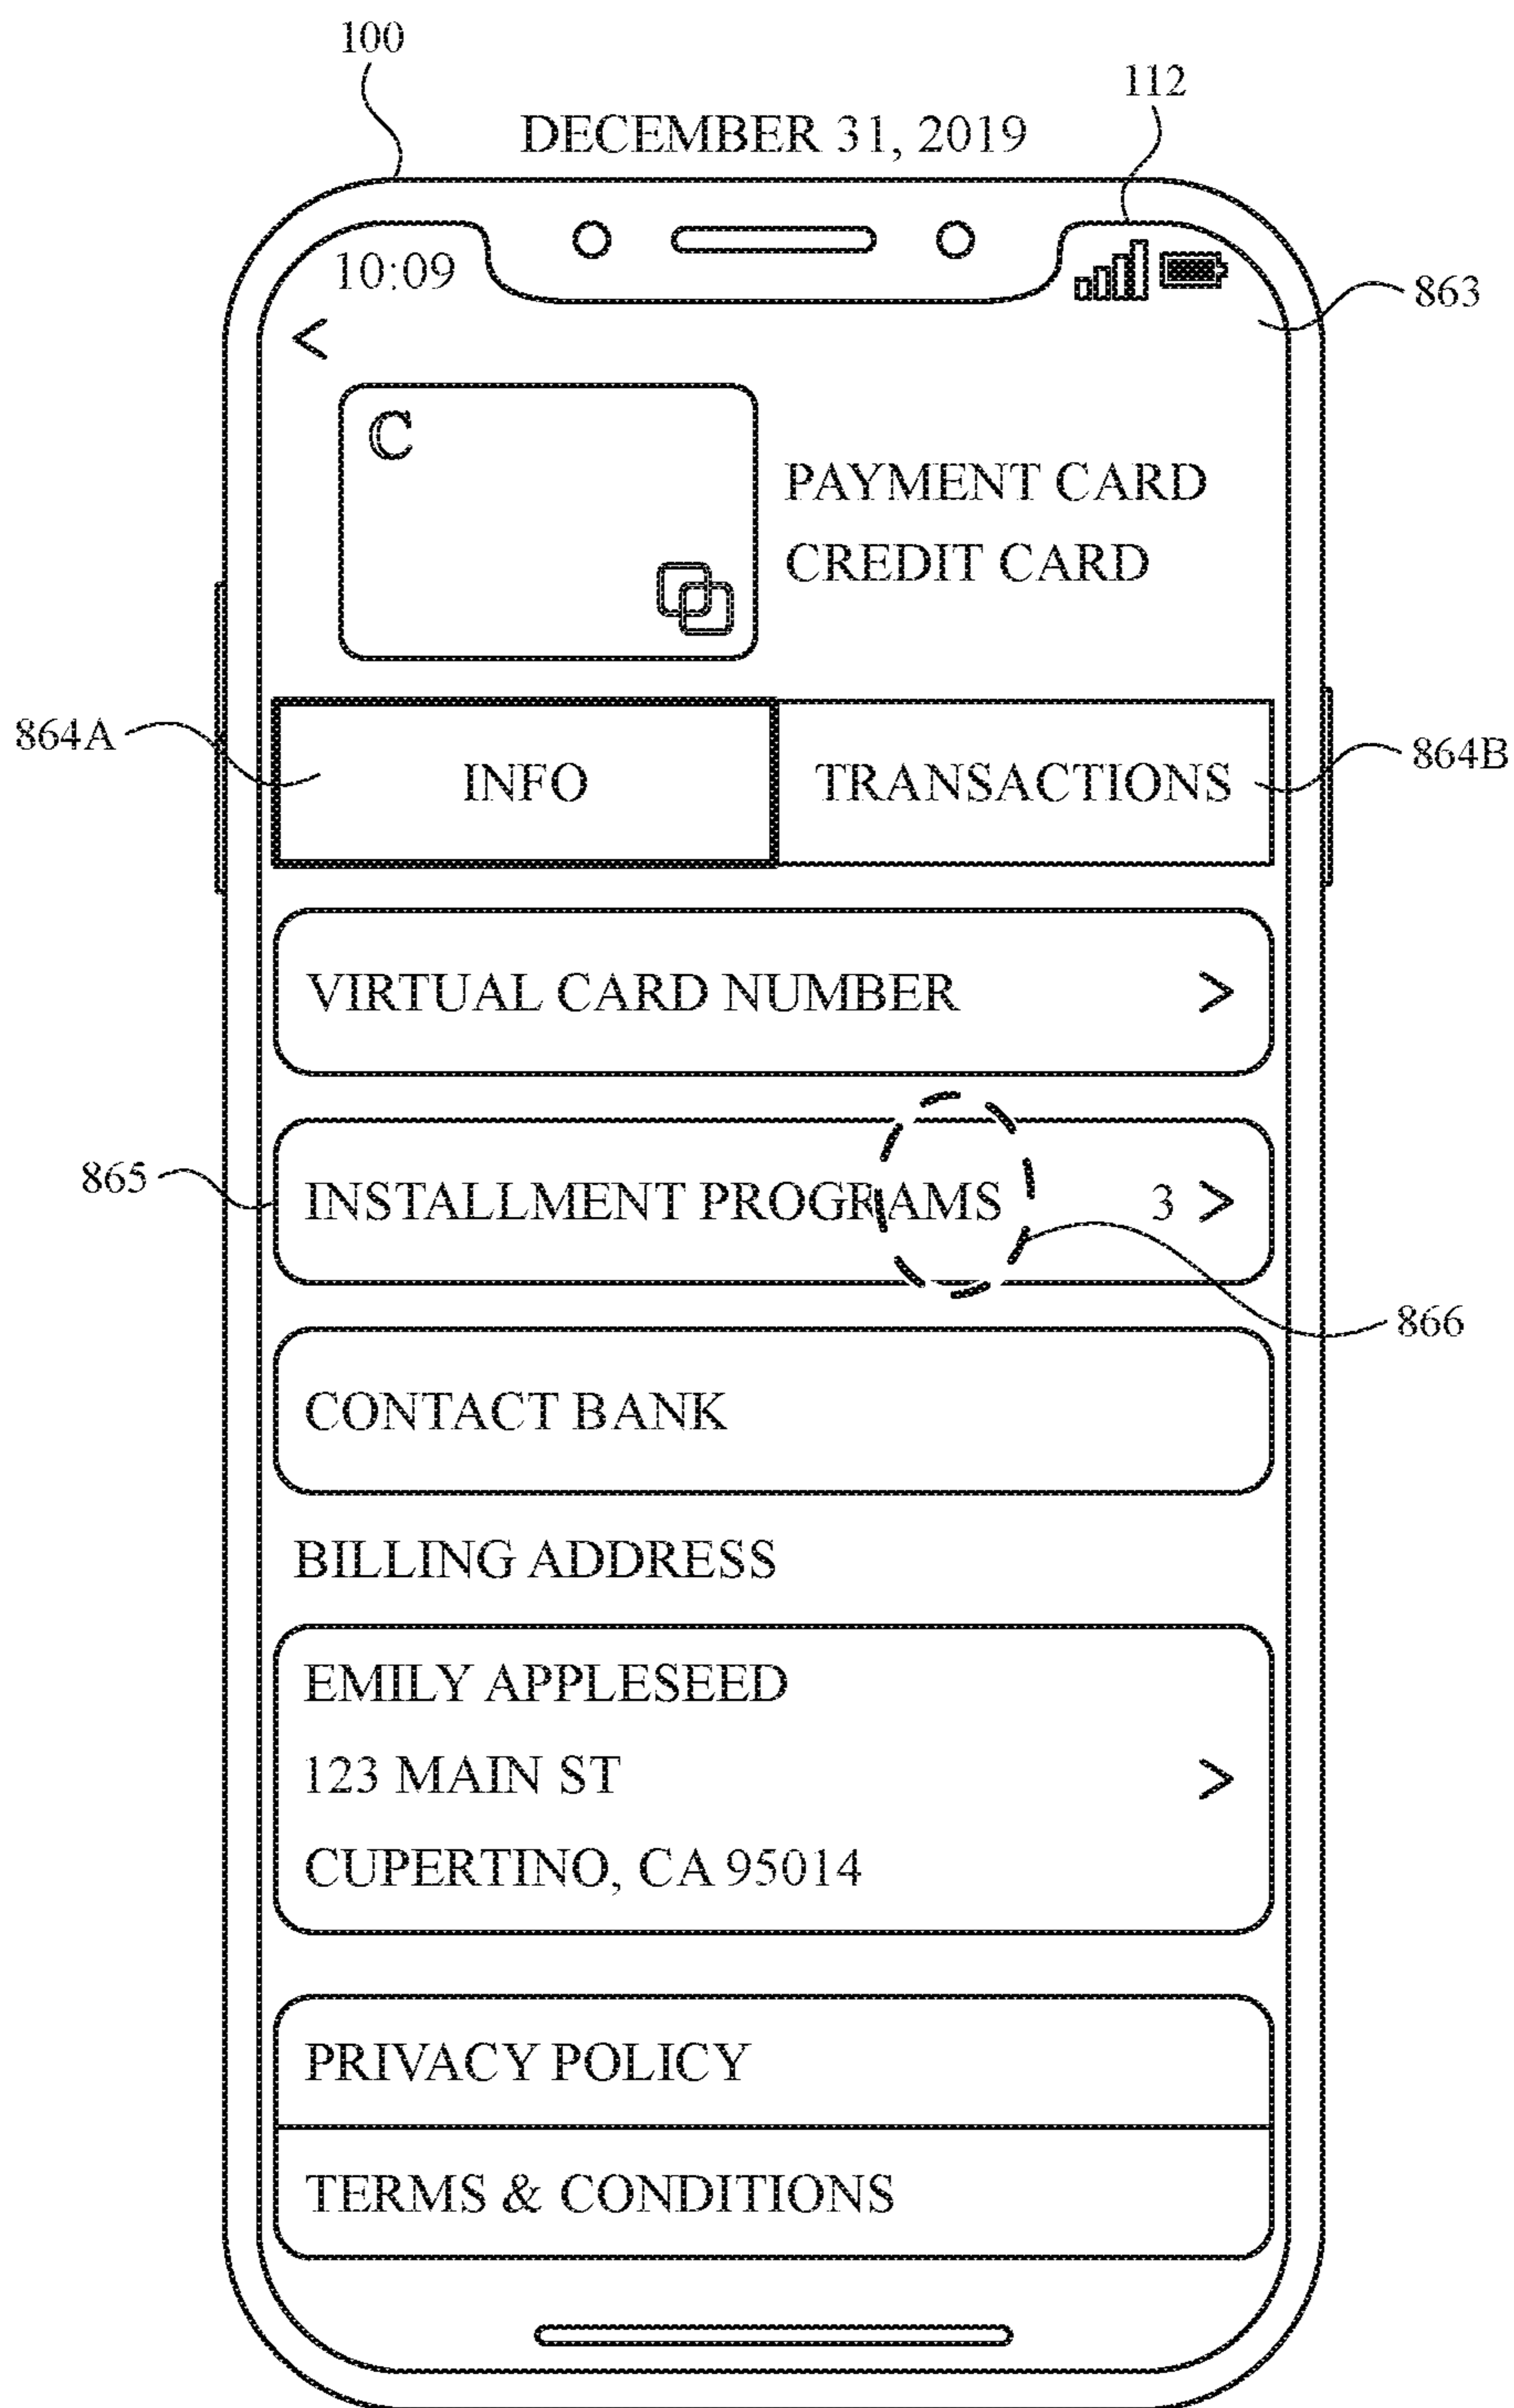 100
112
DECEMBER 31, 2019
10:09
863
<
C
PAYMENT CARD
CREDIT CARD
864A
INFO
TRANSACTIONS
864B
VIRTUAL CARD NUMBER >
865
INSTALLMENT PROGRAMS 3 >
866
CONTACT BANK
BILLING ADDRESS
EMILY APPLESEED
123 MAIN ST >
CUPERTINO, CA 95014
PRIVACY POLICY
TERMS & CONDITIONS